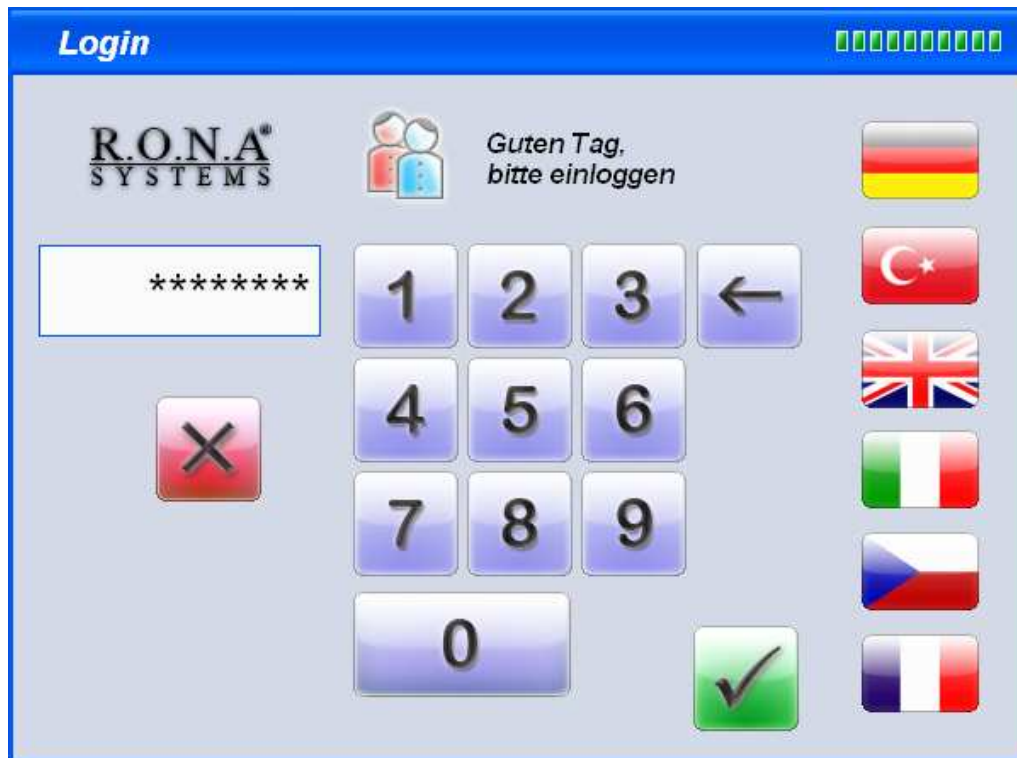 Login
R.O.N.A®
SYSTEMS
Guten Tag,
bitte einloggen
********
1 2 3 ←
4 5 6
7 8 9
0